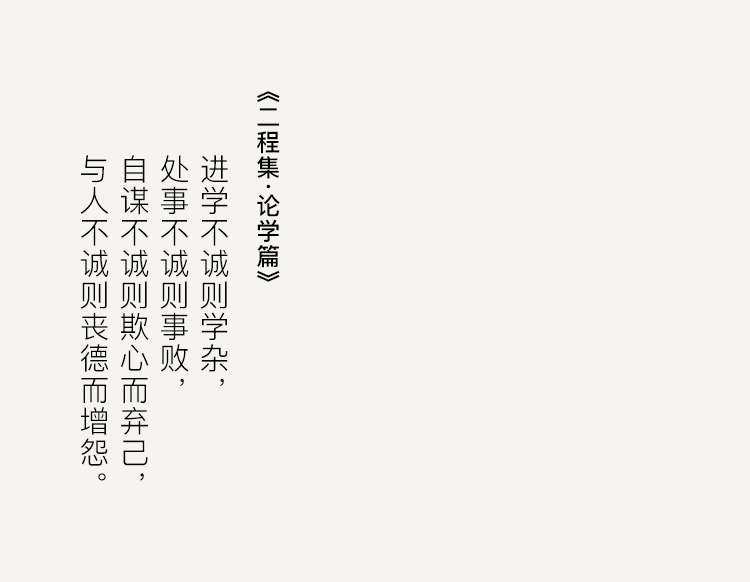 《二程集·论学篇》
进学不诚则学杂，
处事不诚则事败，
自谋不诚则欺心而弃己，
与人不诚则丧德而增怨。